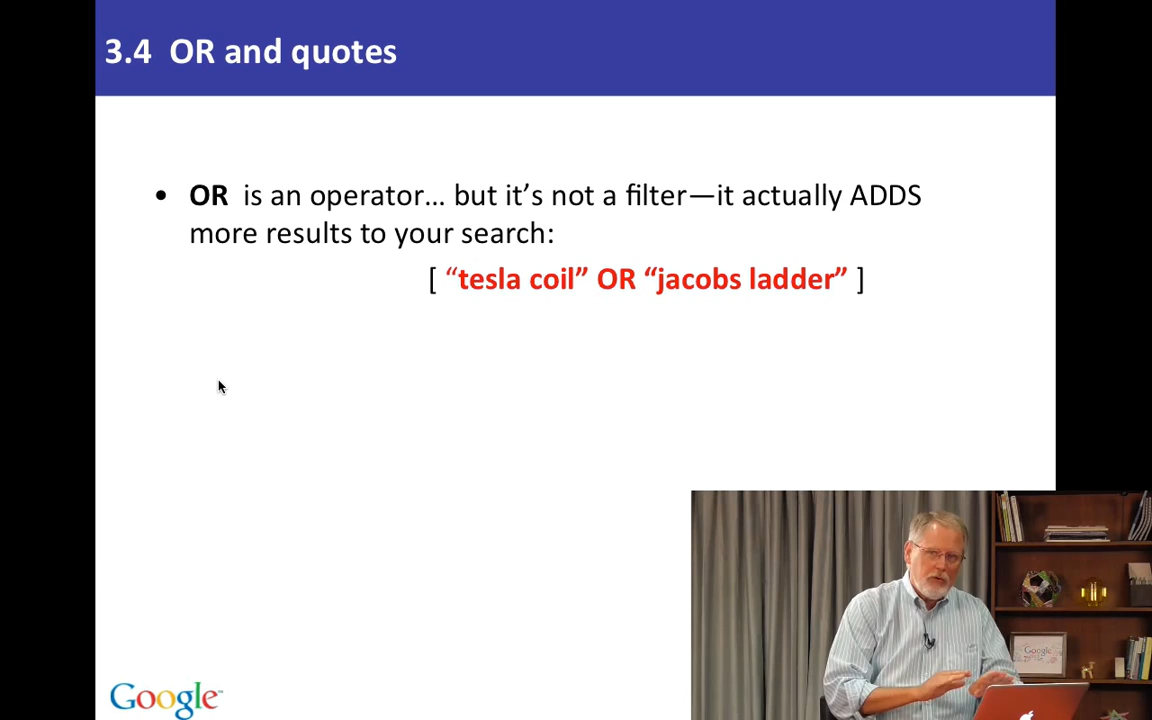 3.4 OR and quotes
• OR is an operator… but it’s not a filter—it actually ADDS
more results to your search:
[ “tesla coil” OR “jacobs ladder” ]
Google
Google™